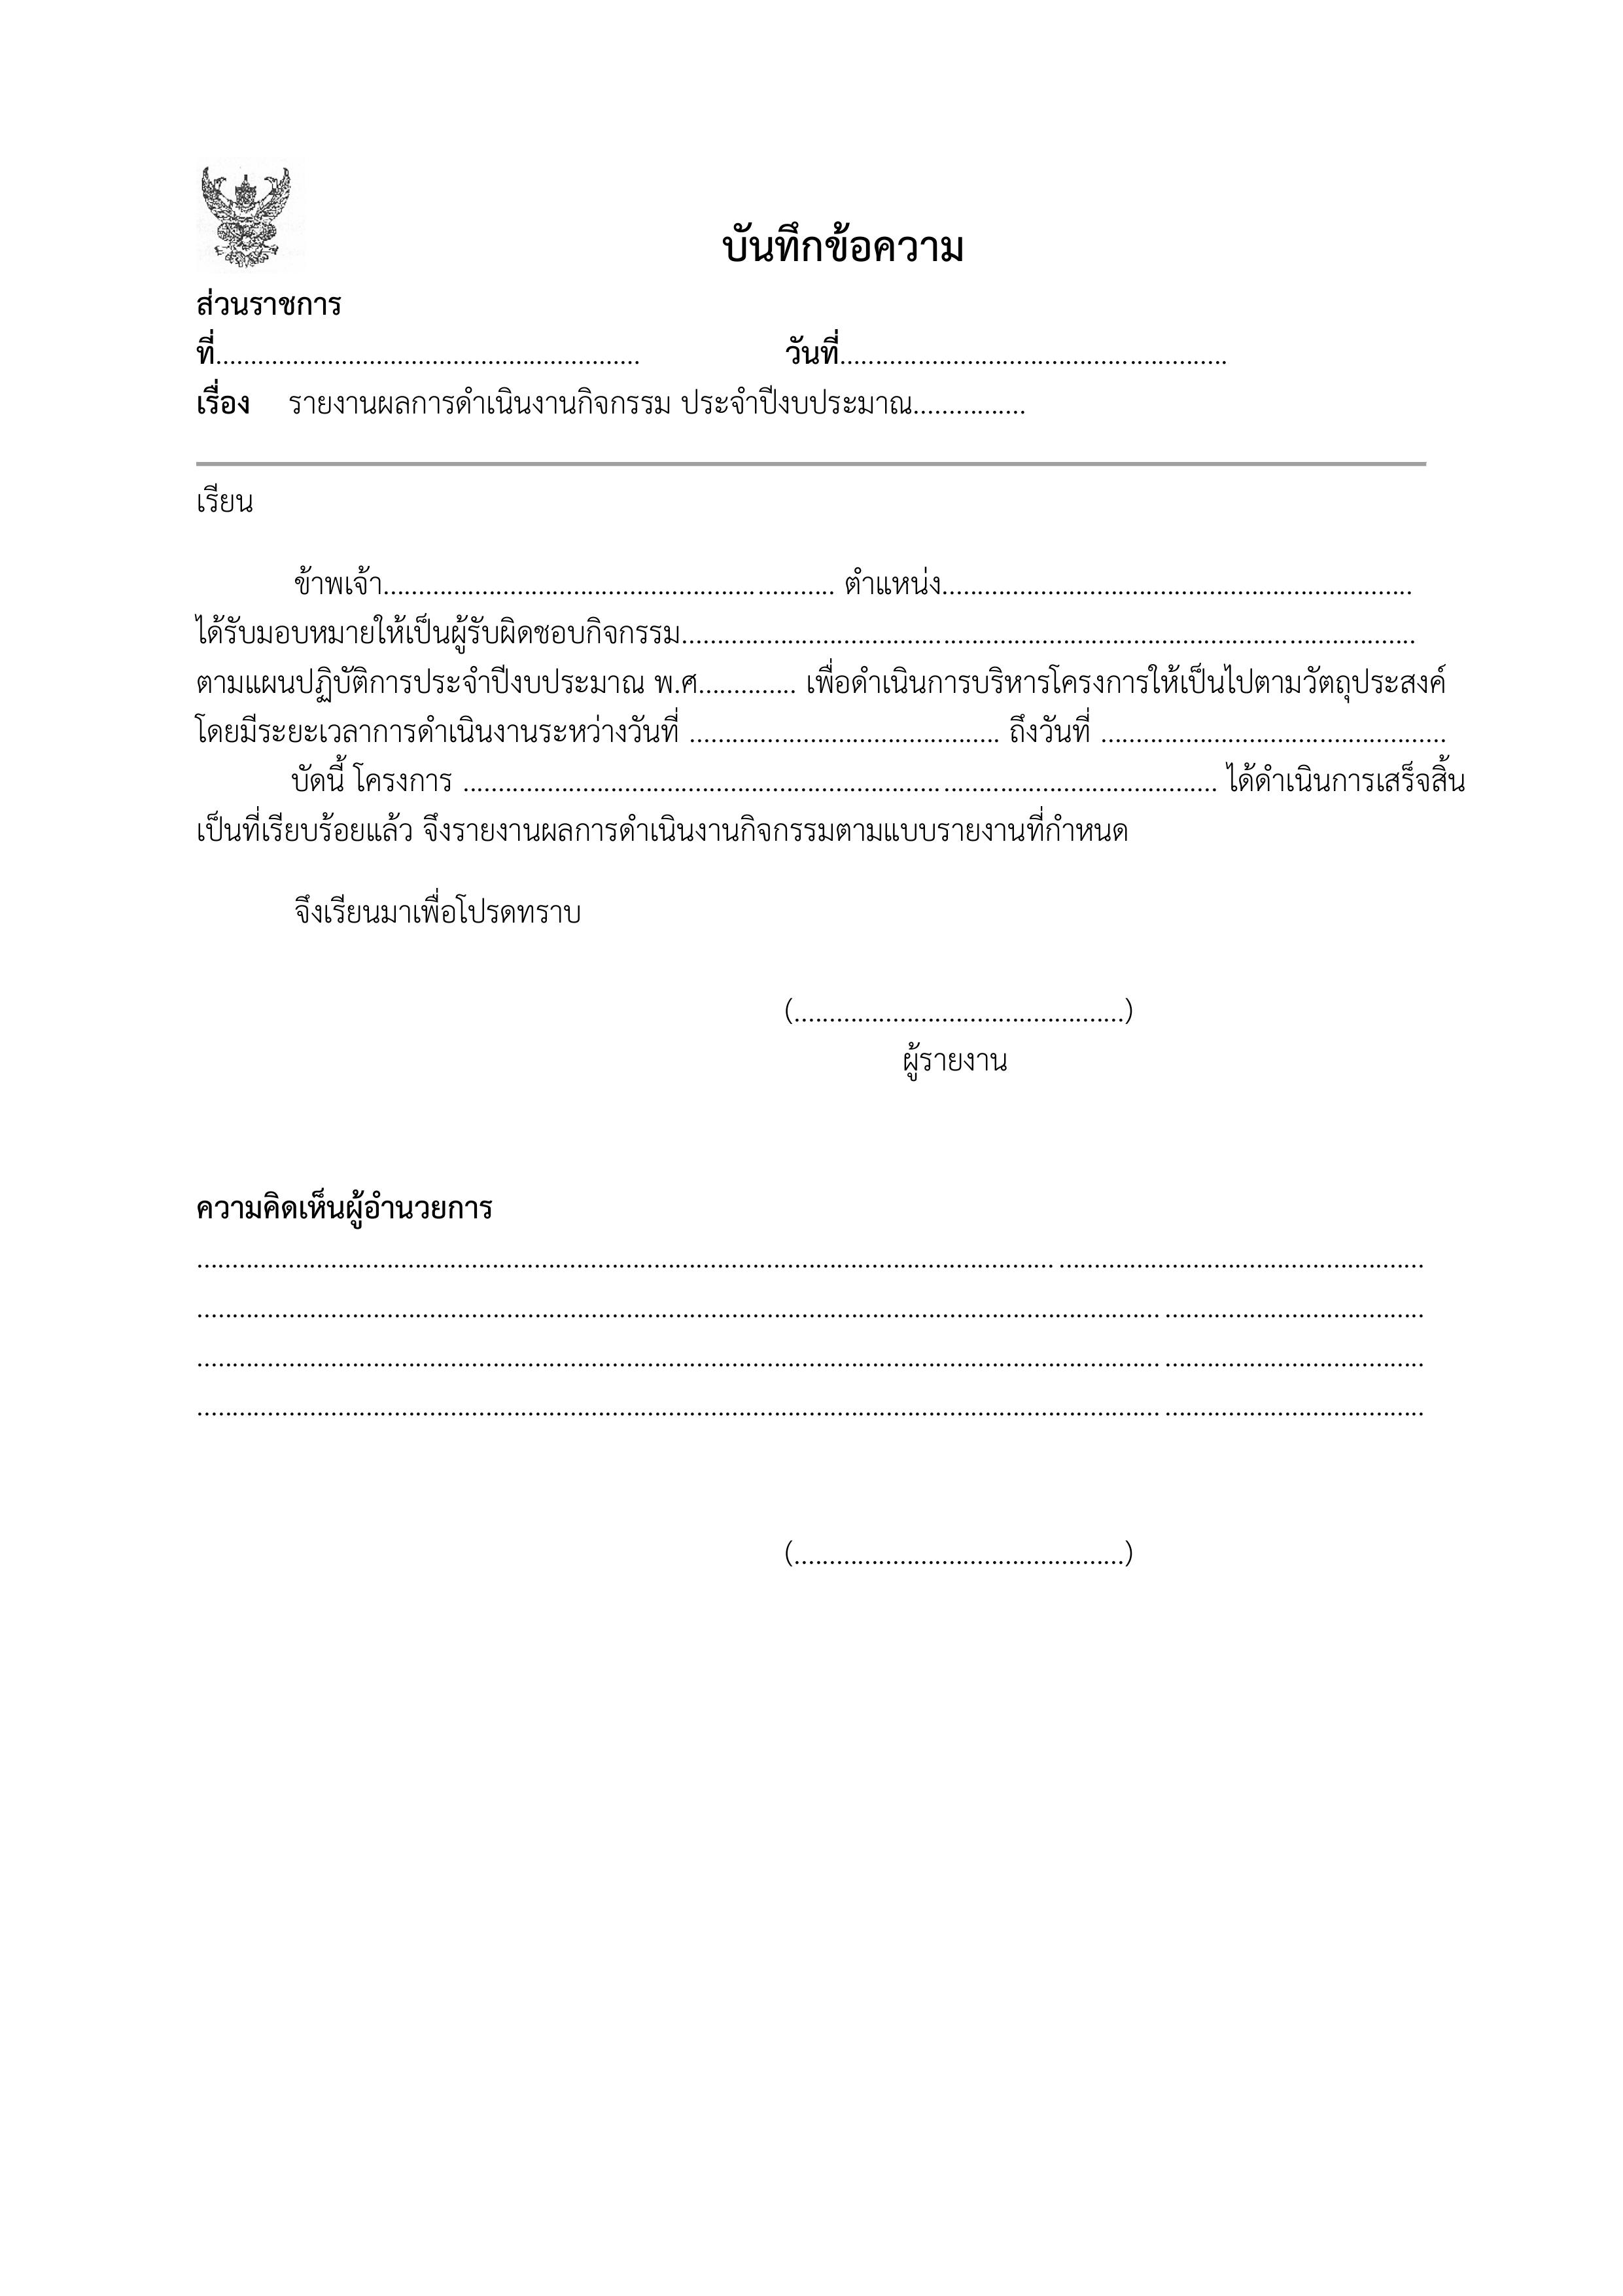 บันทึกข้อความ
ส่วนราชการ
ที่............................................................ วันที่.......................................................
เรื่อง รายงานผลการดำเนินงานกิจกรรม ประจำปีงบประมาณ................
เรียน
ข้าพเจ้า................................................................ ตำแหน่ง...................................................................
ได้รับมอบหมายให้เป็นผู้รับผิดชอบกิจกรรม........................................................................................................
ตามแผนปฏิบัติการประจำปีงบประมาณ พ.ศ.............. เพื่อดำเนินการบริหารโครงการให้เป็นไปตามวัตถุประสงค์
โดยมีระยะเวลาการดำเนินงานระหว่างวันที่ ............................................ ถึงวันที่ .................................................
บัดนี้ โครงการ ........................................................................................................... ได้ดำเนินการเสร็จสิ้น
เป็นที่เรียบร้อยแล้ว จึงรายงานผลการดำเนินงานกิจกรรมตามแบบรายงานที่กำหนด
จึงเรียนมาเพื่อโปรดทราบ
(...............................................)
ผู้รายงาน
ความคิดเห็นผู้อำนวยการ
..............................................................................................................................................................................
..............................................................................................................................................................................
..............................................................................................................................................................................
..............................................................................................................................................................................
(...............................................)